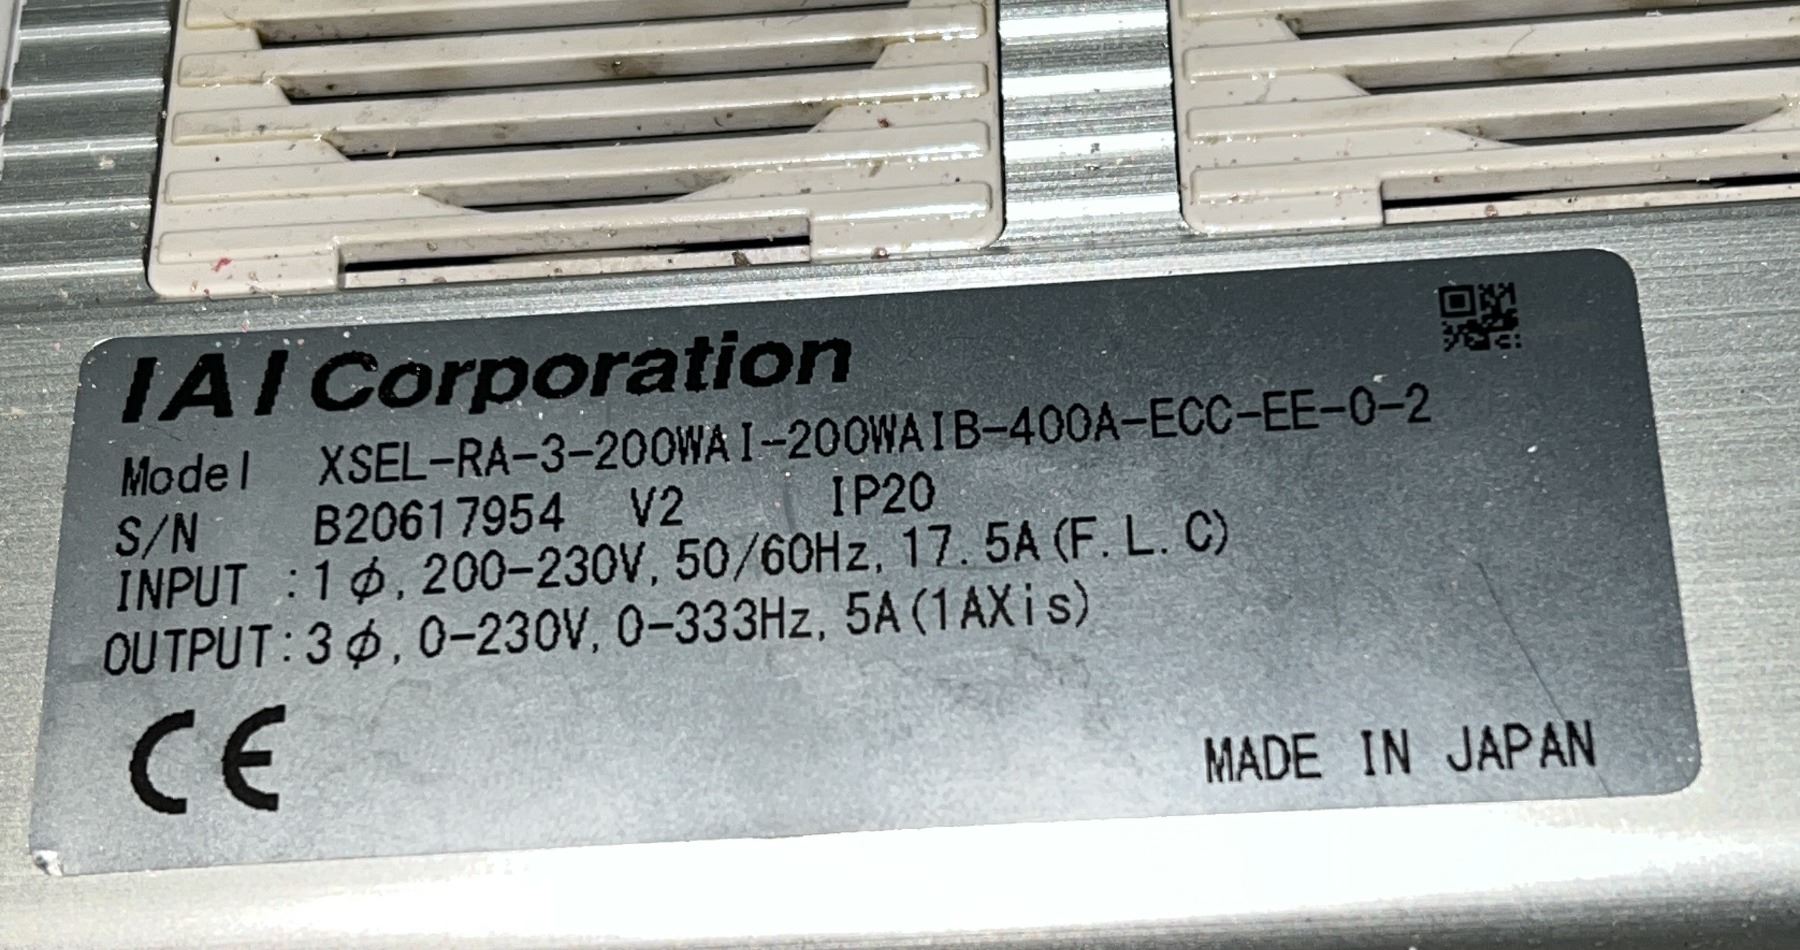 IAI Corporation
Model XSEL-RA-3-200WAI-200WAIB-400A-ECC-EE-0-2
S/N B20617954 V2 IP20
INPUT :1ϕ, 200-230V, 50/60Hz, 17.5A(F.L.C)
OUTPUT:3ϕ, 0-230V, 0-333Hz, 5A(1AXis)
CE
MADE IN JAPAN